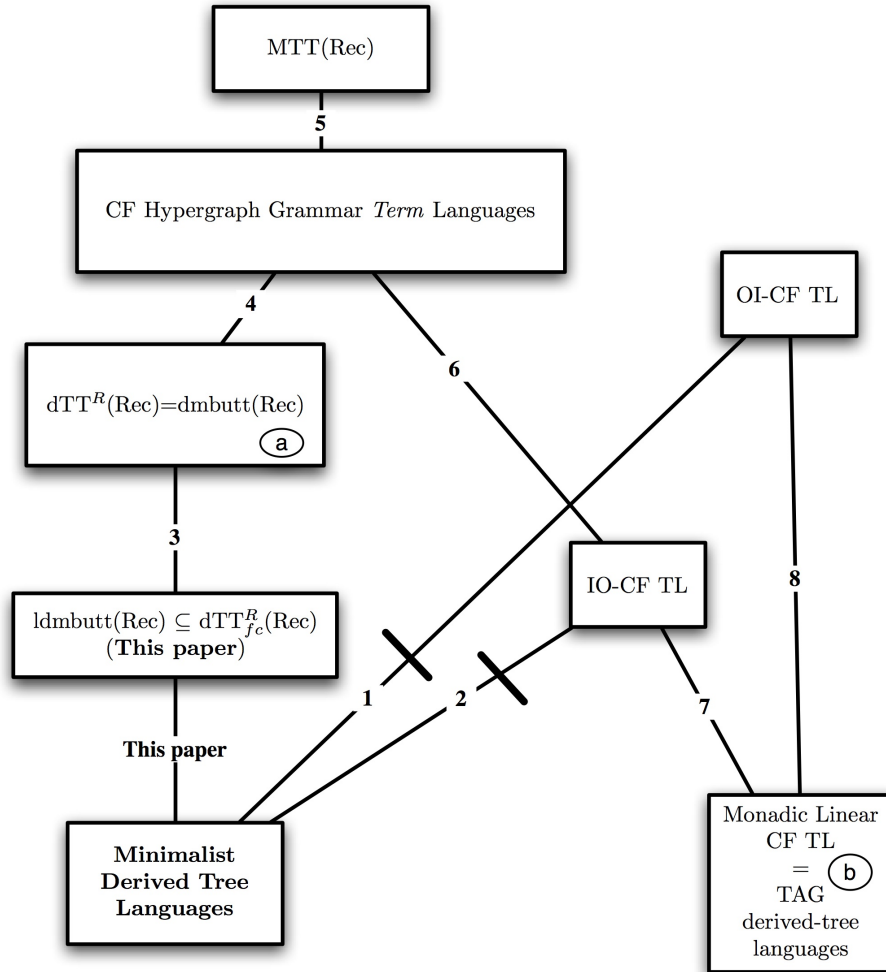 MTT(Rec)
5
CF Hypergraph Grammar Term Languages
4
OI-CF TL
6
dTT^R(Rec)=dmbutt(Rec)
a
3
IO-CF TL
8
ldmbutt(Rec) ⊆ dTT^R_fc(Rec)
(This paper)
1
2
7
This paper
Monadic Linear
CF TL
=
b
TAG
derived-tree
languages
Minimalist
Derived Tree
Languages